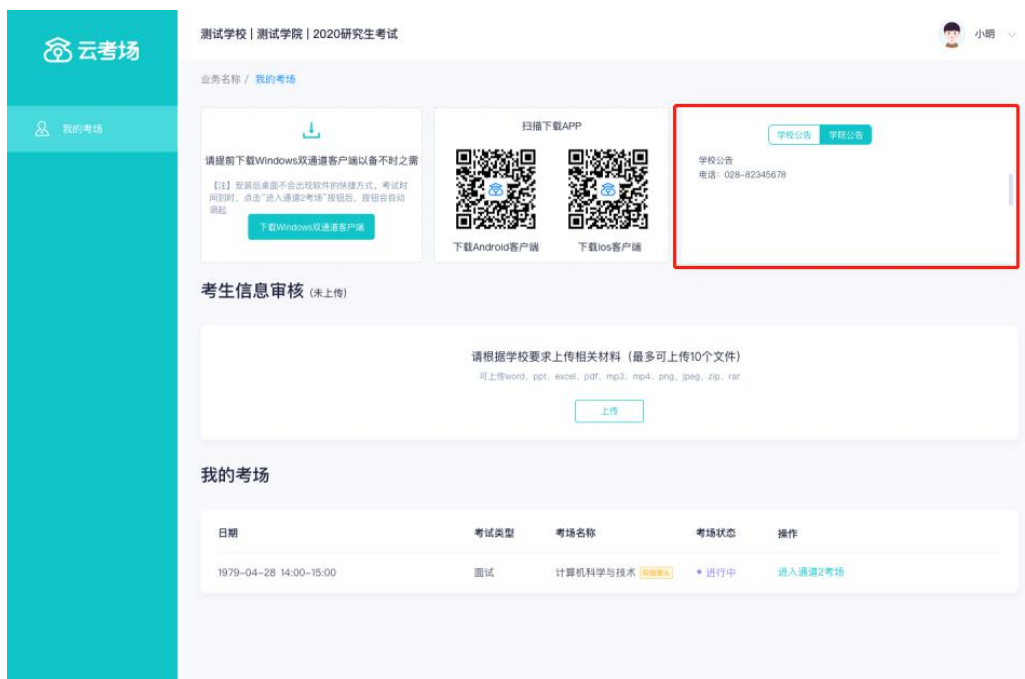 云考场
测试学校 | 测试学院 | 2020研究生考试
小明
业务名称 / 我的考场
我的考场
请提前下载Windows双通道客户端以备不时之需
【注】安装后桌面不会出现软件的快捷方式。考试时
间到时，点击“进入通道2考场”按钮后，按钮会自动
调起
下载Windows双通道客户端
扫描下载APP
下载Android客户端
下载ios客户端
学校公告 学院公告
学校公告
电话：028-82345678
考生信息审核（未上传）
请根据学校要求上传相关材料（最多可上传10个文件）
可上传word、ppt、excel、pdf、mp3、mp4、png、jpeg、zip、rar
上传
我的考场
日期 考试类型 考场名称 考场状态 操作
1979-04-28 14:00-15:00 面试 计算机科学与技术 进行中 进入通道2考场